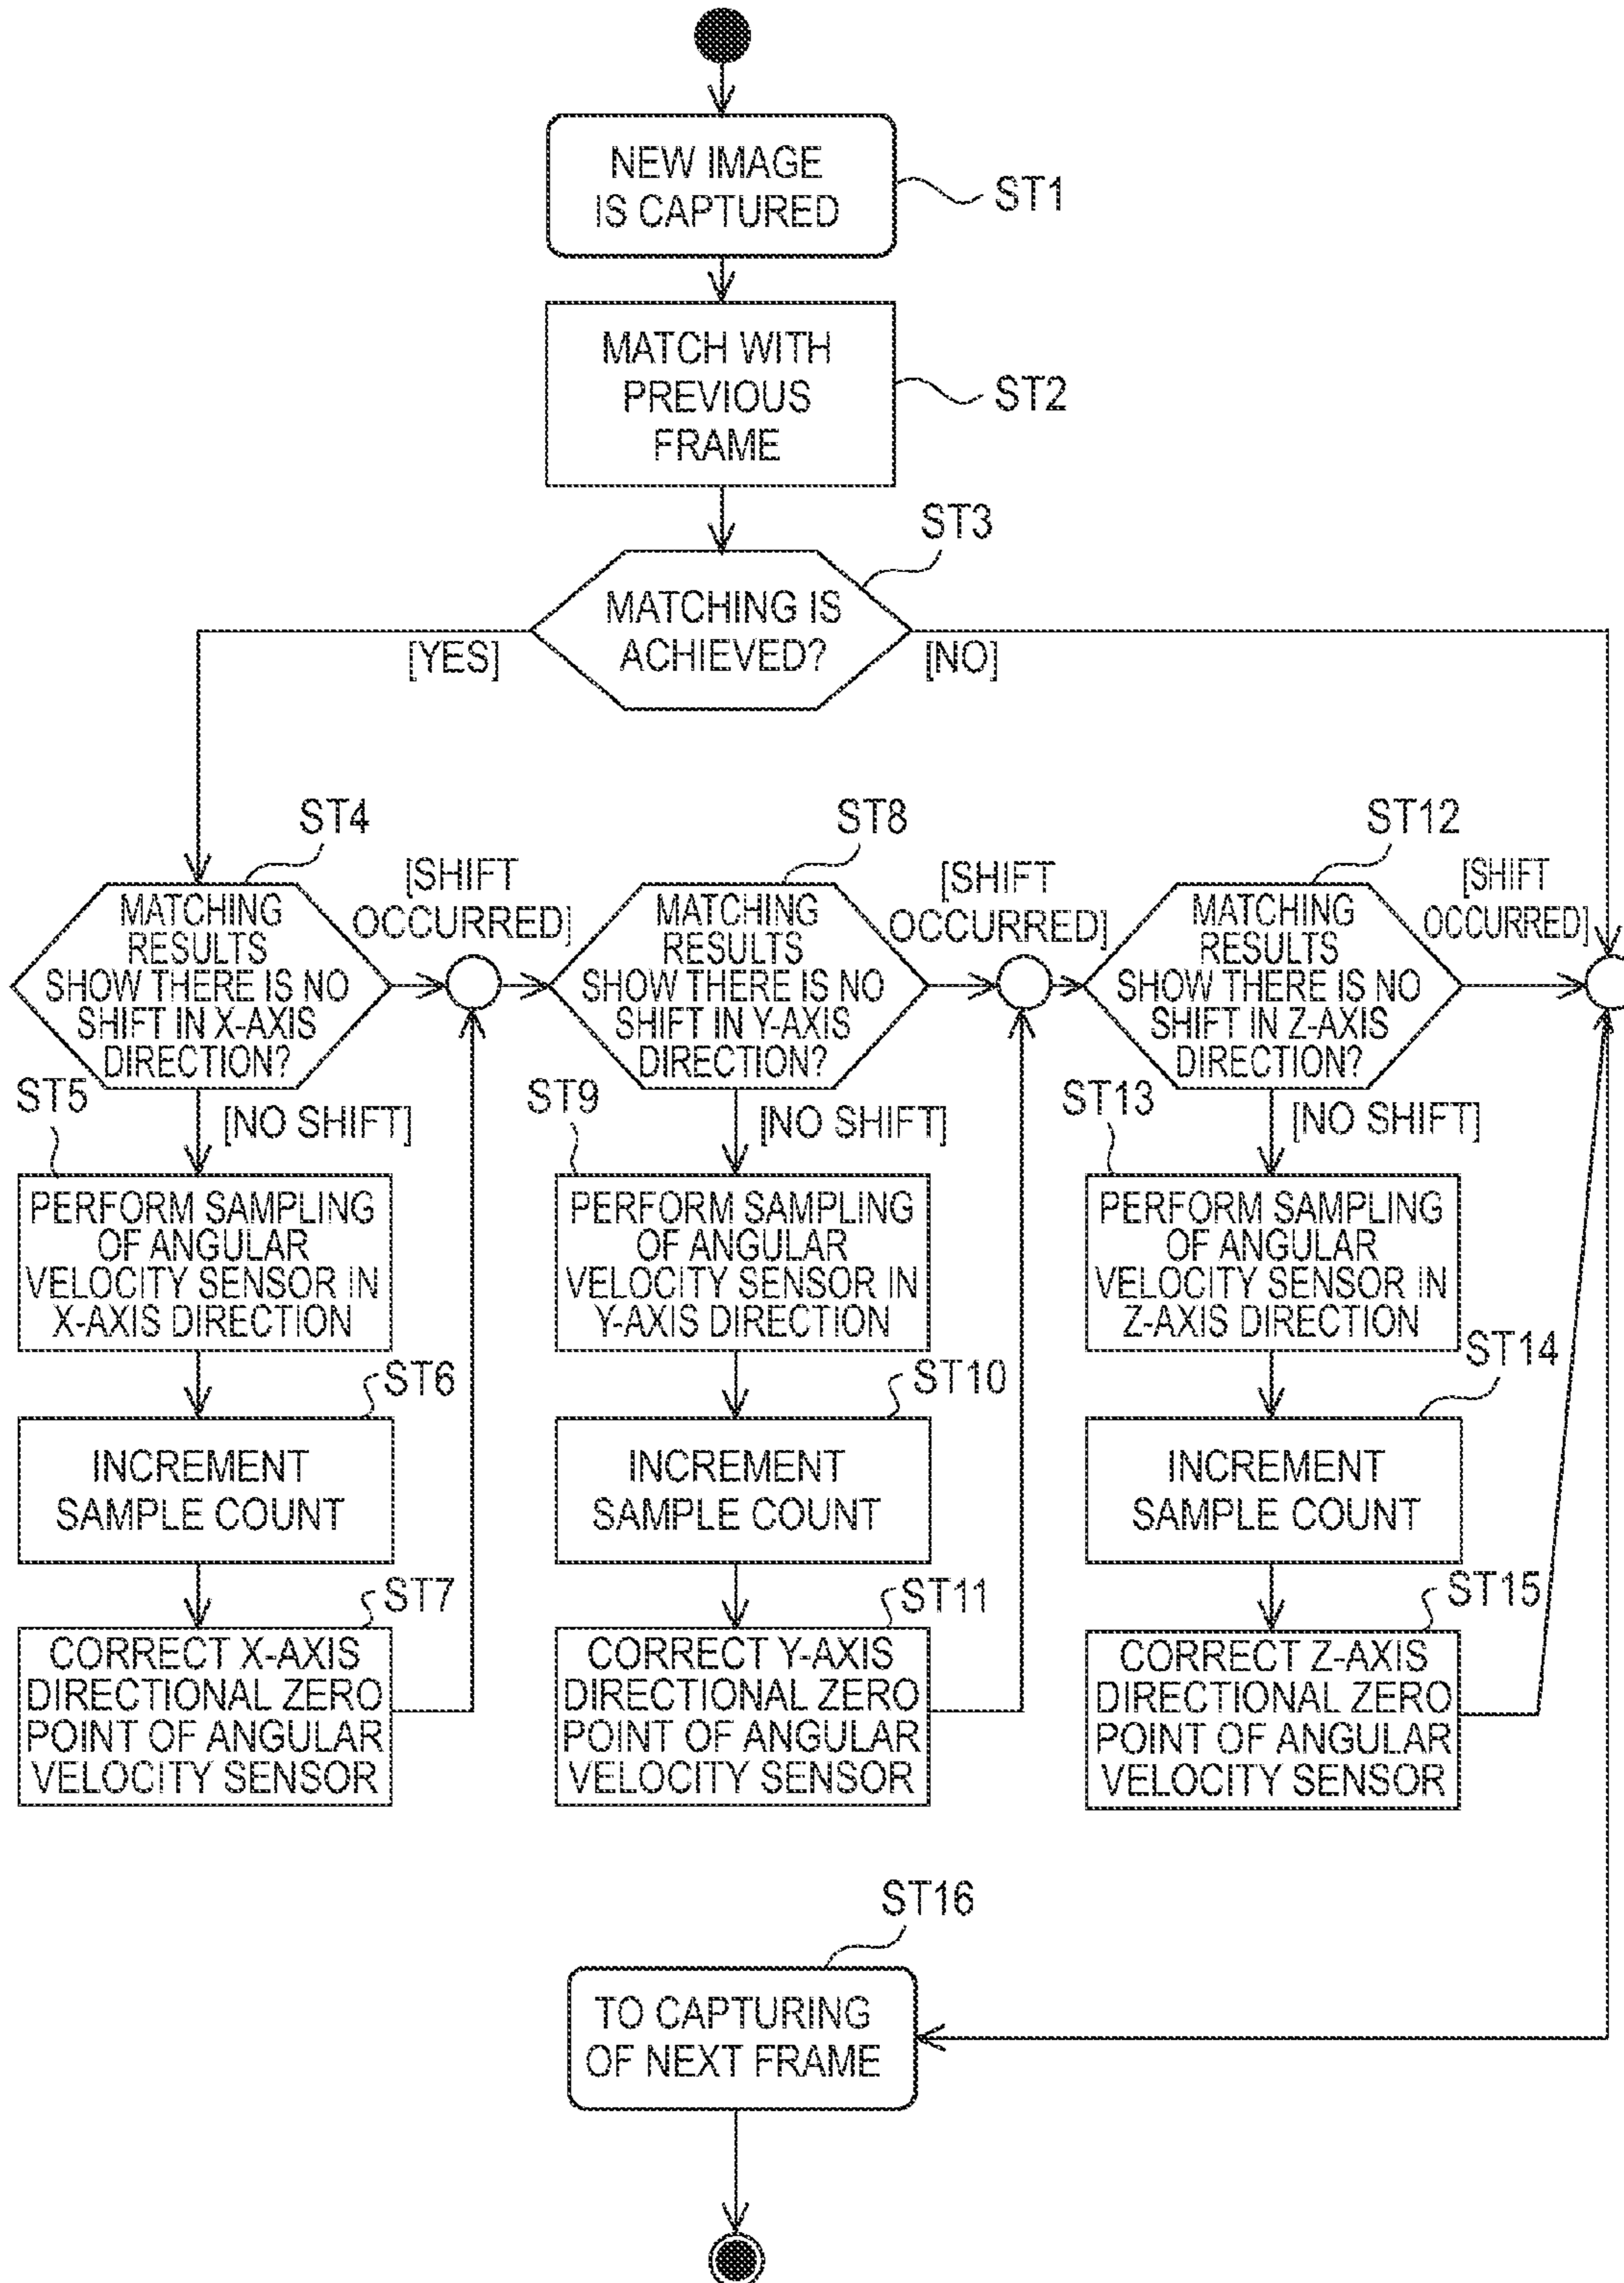 NEW IMAGE
IS CAPTURED
ST1
MATCH WITH
PREVIOUS
FRAME
ST2
ST3
MATCHING IS
ACHIEVED?
[YES]
[NO]
ST4
[SHIFT
OCCURRED]
MATCHING
RESULTS
SHOW THERE IS NO
SHIFT IN X-AXIS
DIRECTION?
ST8
[SHIFT
OCCURRED]
MATCHING
RESULTS
SHOW THERE IS NO
SHIFT IN Y-AXIS
DIRECTION?
ST12
[SHIFT
OCCURRED]
MATCHING
RESULTS
SHOW THERE IS NO
SHIFT IN Z-AXIS
DIRECTION?
ST5
[NO SHIFT]
PERFORM SAMPLING
OF ANGULAR
VELOCITY SENSOR IN
X-AXIS DIRECTION
ST6
INCREMENT
SAMPLE COUNT
ST7
CORRECT X-AXIS
DIRECTIONAL ZERO
POINT OF ANGULAR
VELOCITY SENSOR
ST9
[NO SHIFT]
PERFORM SAMPLING
OF ANGULAR
VELOCITY SENSOR IN
Y-AXIS DIRECTION
ST10
INCREMENT
SAMPLE COUNT
ST11
CORRECT Y-AXIS
DIRECTIONAL ZERO
POINT OF ANGULAR
VELOCITY SENSOR
ST13
[NO SHIFT]
PERFORM SAMPLING
OF ANGULAR
VELOCITY SENSOR IN
Z-AXIS DIRECTION
ST14
INCREMENT
SAMPLE COUNT
ST15
CORRECT Z-AXIS
DIRECTIONAL ZERO
POINT OF ANGULAR
VELOCITY SENSOR
ST16
TO CAPTURING
OF NEXT FRAME